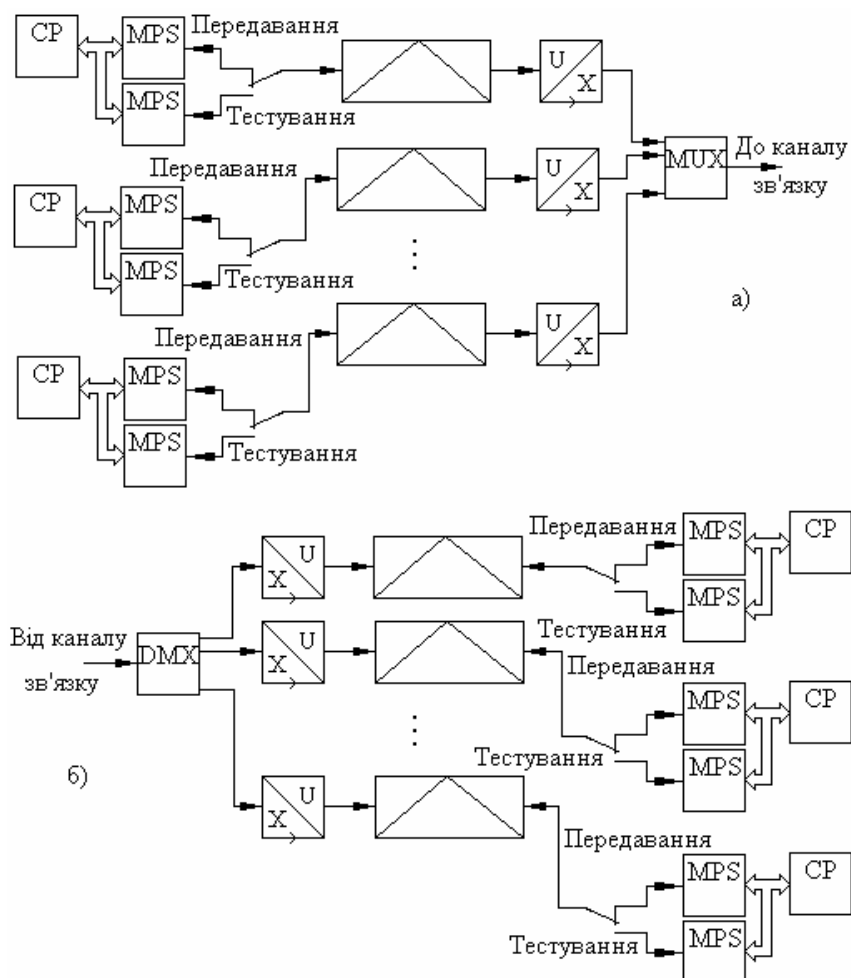 CP
MPS
Передавання
U
X
MPS
Тестування
MUX
До каналу
зв'язку
Передавання
CP
MPS
U
X
MPS
Тестування
а)
Передавання
CP
MPS
U
X
MPS
Тестування
Передавання
MPS
CP
X
U
MPS
Тестування
Від каналу
зв'язку
DMX
X
U
Передавання
MPS
CP
Тестування
MPS
б)
X
U
Передавання
MPS
CP
Тестування
MPS